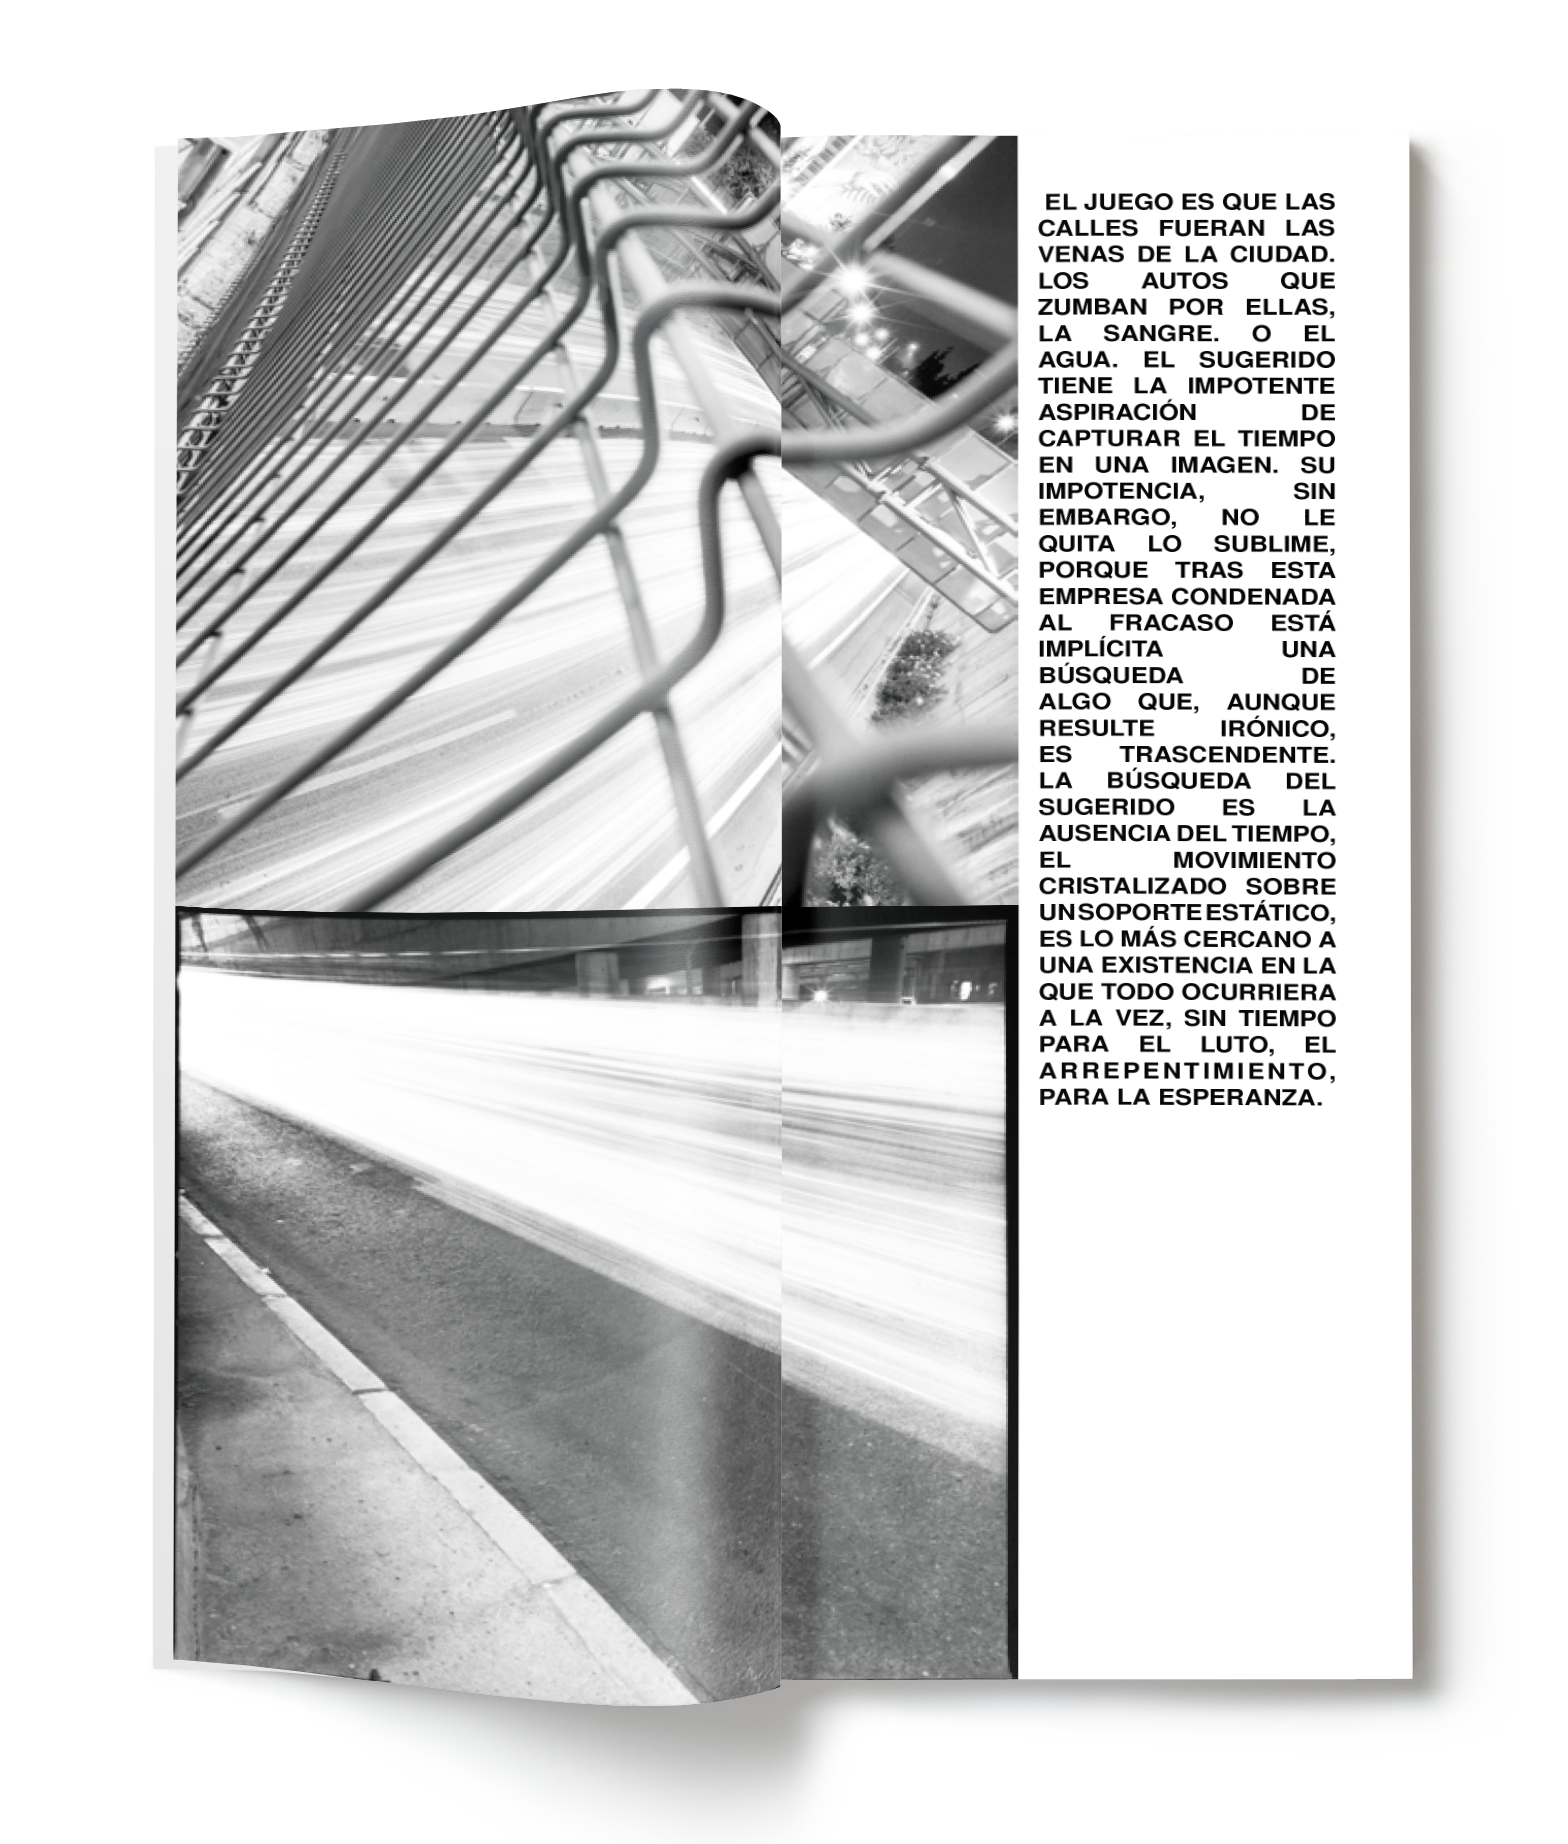 EL JUEGO ES QUE LAS
CALLES FUERAN LAS
VENAS DE LA CIUDAD.
LOS AUTOS QUE
ZUMBAN POR ELLAS,
LA SANGRE. O EL
AGUA. EL SUGERIDO
TIENE LA IMPOTENTE
ASPIRACIÓN DE
CAPTURAR EL TIEMPO
EN UNA IMAGEN. SU
IMPOTENCIA, SIN
EMBARGO, NO LE
QUITA LO SUBLIME,
PORQUE TRAS ESTA
EMPRESA CONDENADA
AL FRACASO ESTÁ
IMPLÍCITA UNA
BÚSQUEDA DE
ALGO QUE, AUNQUE
RESULTE IRÓNICO,
ES TRASCENDENTE.
LA BÚSQUEDA DEL
SUGERIDO ES LA
AUSENCIA DEL TIEMPO,
EL MOVIMIENTO
CRISTALIZADO SOBRE
UN SOPORTE ESTÁTICO,
ES LO MÁS CERCANO A
UNA EXISTENCIA EN LA
QUE TODO OCURRIERA
A LA VEZ, SIN TIEMPO
PARA EL LUTO, EL
ARREPENTIMIENTO,
PARA LA ESPERANZA.